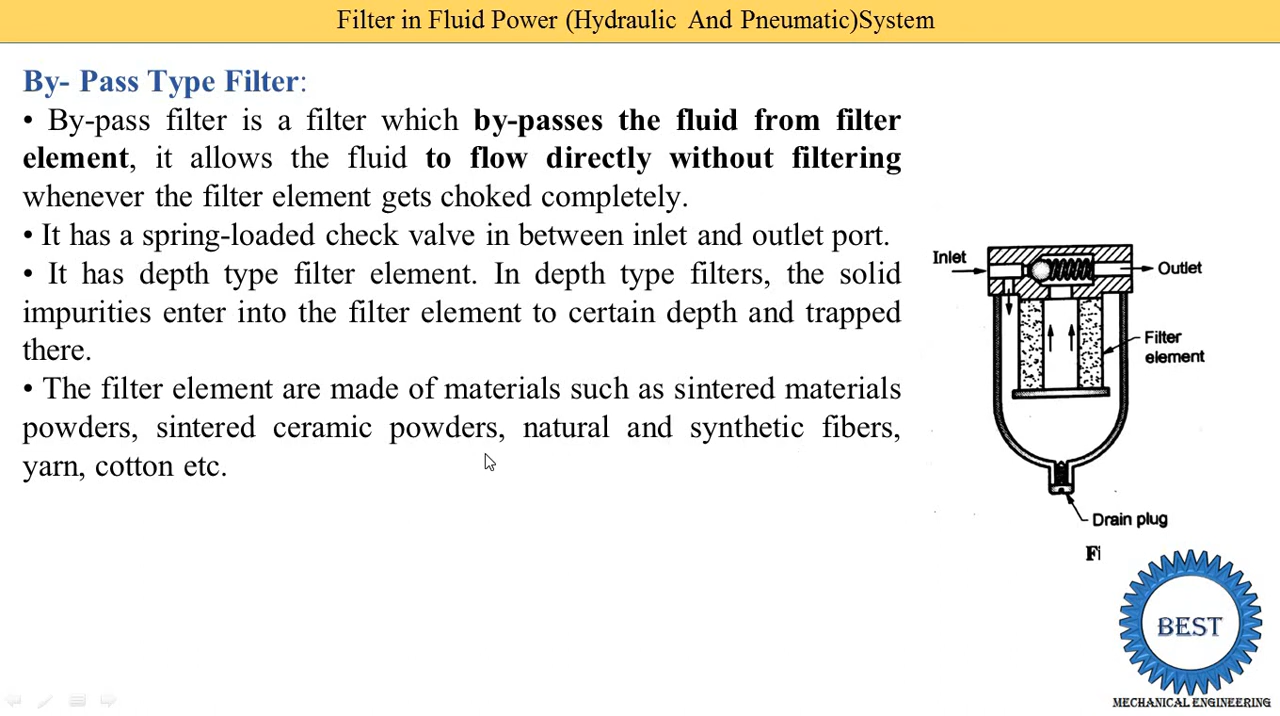 Filter in Fluid Power (Hydraulic And Pneumatic)System
By- Pass Type Filter:
• By-pass filter is a filter which by-passes the fluid from filter
element, it allows the fluid to flow directly without filtering
whenever the filter element gets choked completely.
• It has a spring-loaded check valve in between inlet and outlet port.
• It has depth type filter element. In depth type filters, the solid
impurities enter into the filter element to certain depth and trapped
there.
• The filter element are made of materials such as sintered materials
powders, sintered ceramic powders, natural and synthetic fibers,
yarn, cotton etc.
Inlet
Outlet
Filter
element
Drain plug
Fi
BEST
MECHANICAL ENGINEERING